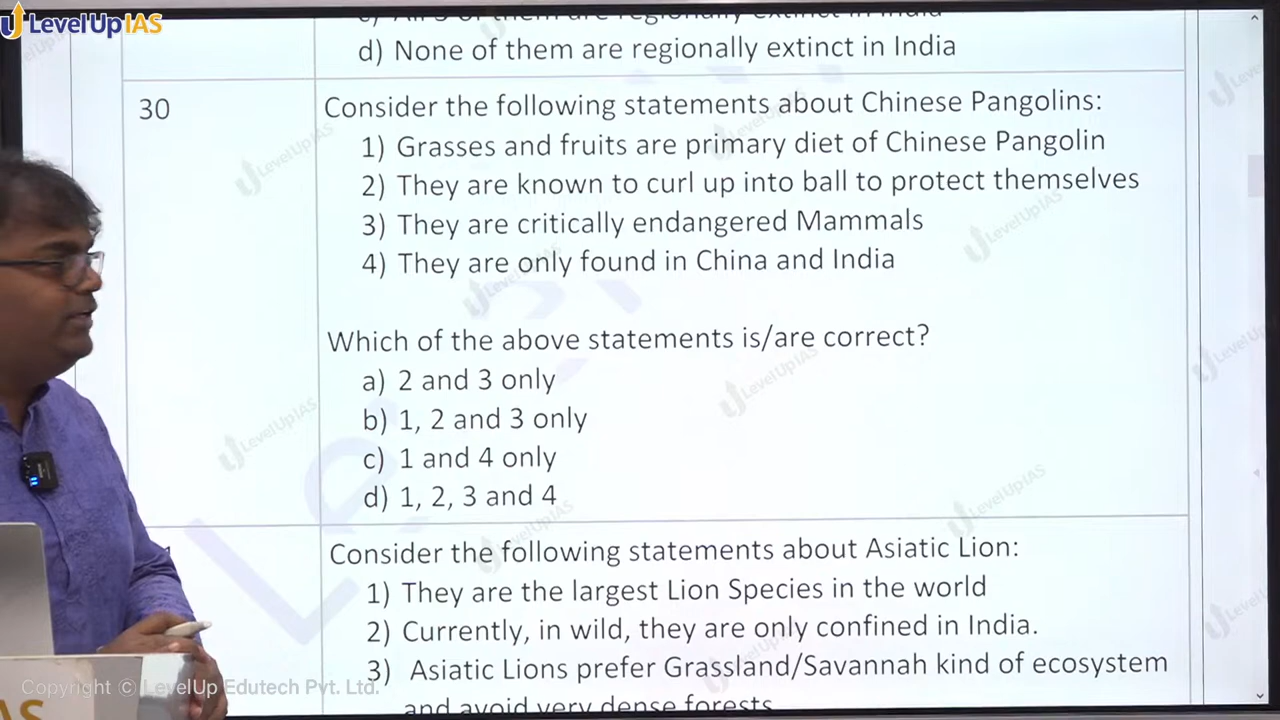 LevelUp IAS
d) None of them are regionally extinct in India
30
Consider the following statements about Chinese Pangolins:
1) Grasses and fruits are primary diet of Chinese Pangolin
2) They are known to curl up into ball to protect themselves
3) They are critically endangered Mammals
4) They are only found in China and India
Which of the above statements is/are correct?
a) 2 and 3 only
b) 1, 2 and 3 only
c) 1 and 4 only
d) 1, 2, 3 and 4
Consider the following statements about Asiatic Lion:
1) They are the largest Lion Species in the world
2) Currently, in wild, they are only confined in India.
3) Asiatic Lions prefer Grassland/Savannah kind of ecosystem
and avoid very dense forests
Copyright © LevelUp Edutech Pvt. Ltd.
AS